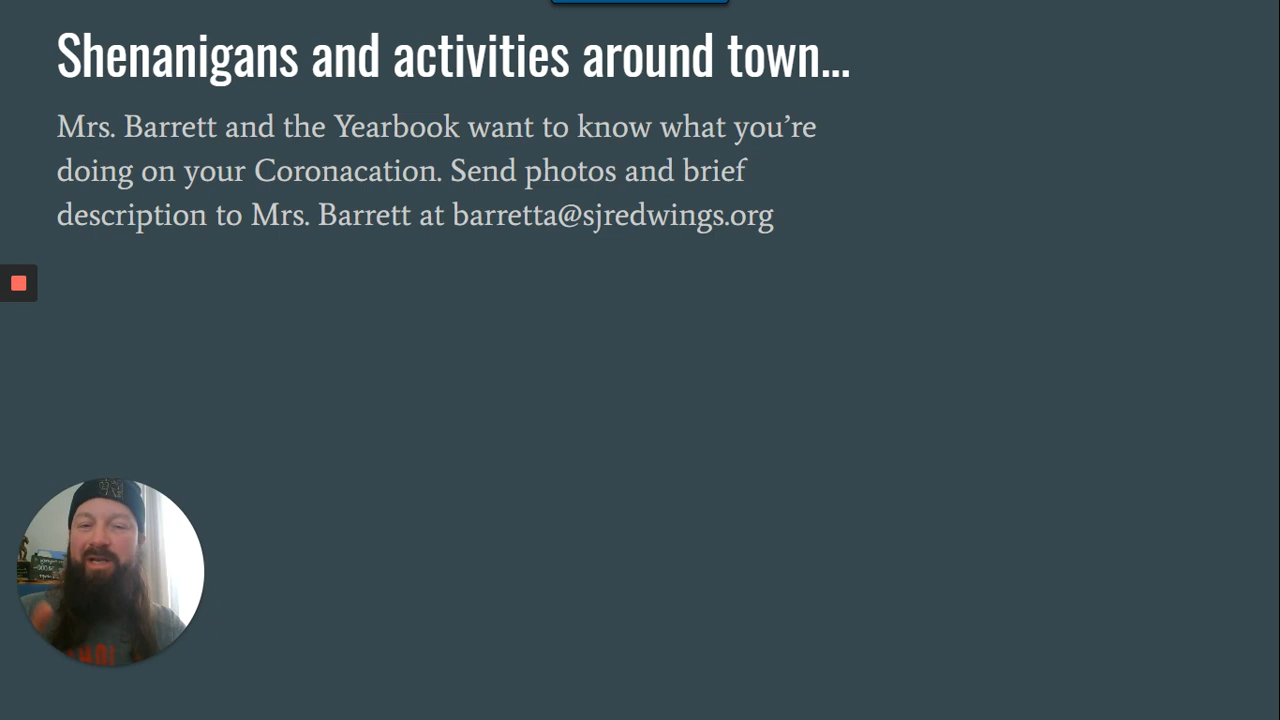 Shenanigans and activities around town...
Mrs. Barrett and the Yearbook want to know what you’re
doing on your Coronacation. Send photos and brief
description to Mrs. Barrett at barretta@sjredwings.org